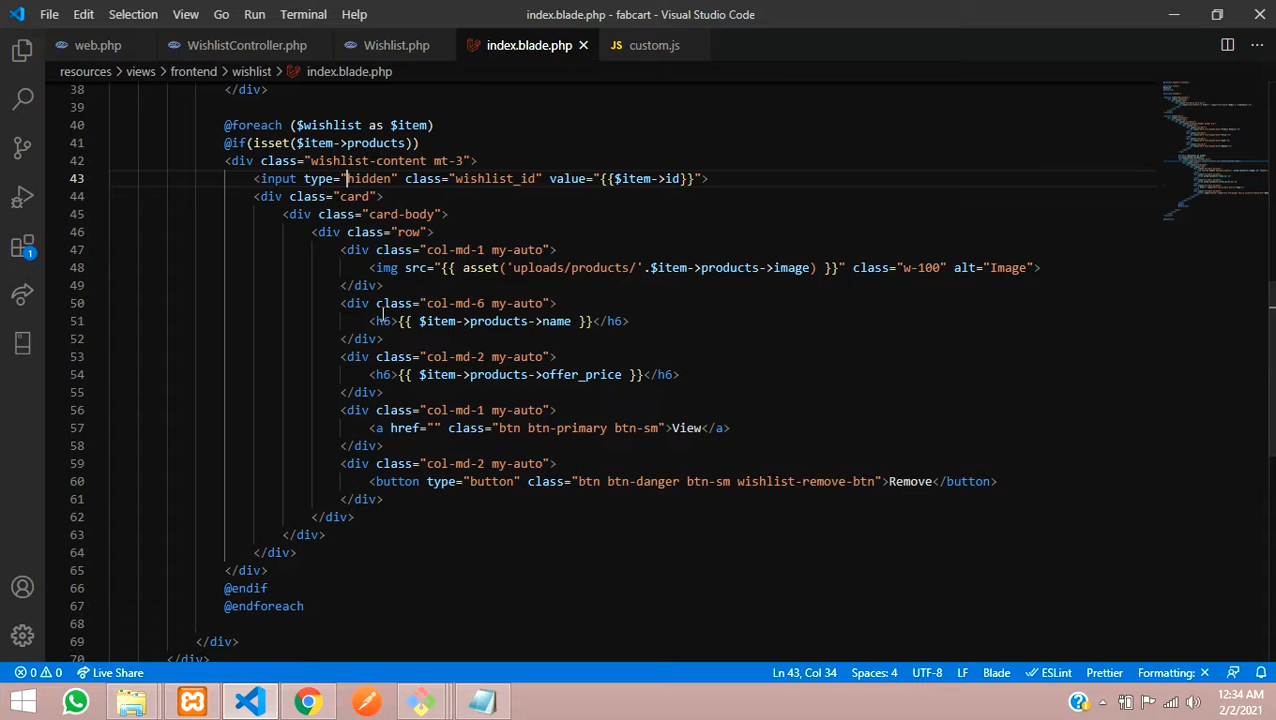 File Edit Selection View Go Run Terminal Help index.blade.php - fabcart - Visual Studio Code
web.php WishlistController.php Wishlist.php index.blade.php JS custom.js
resources > views > frontend > wishlist > index.blade.php
38 </div>
39
40 @foreach ($wishlist as $item)
41 @if(isset($item->products))
42 <div class="wishlist-content mt-3">
43 <input type="hidden" class="wishlist-id" value="{{$item->id}}">
44 <div class="card">
45 <div class="card-body">
46 <div class="row">
47 <div class="col-md-1 my-auto">
48 <img src="{{ asset('uploads/products/'.$item->products->image) }}" class="w-100" alt="Image">
49 </div>
50 <div class="col-md-6 my-auto">
51 <h6>{{ $item->products->name }}</h6>
52 </div>
53 <div class="col-md-2 my-auto">
54 <h6>{{ $item->products->offer_price }}</h6>
55 </div>
56 <div class="col-md-1 my-auto">
57 <a href="" class="btn btn-primary btn-sm">View</a>
58 </div>
59 <div class="col-md-2 my-auto">
60 <button type="button" class="btn btn-danger btn-sm wishlist-remove-btn">Remove</button>
61 </div>
62 </div>
63 </div>
64 </div>
65 </div>
66 @endif
67 @endforeach
68
69 </div>
70 </div>
1
0 0 Live Share Ln 43, Col 34 Spaces: 4 UTF-8 LF Blade ESLint Prettier Formatting:
12:34 AM
2/2/2021